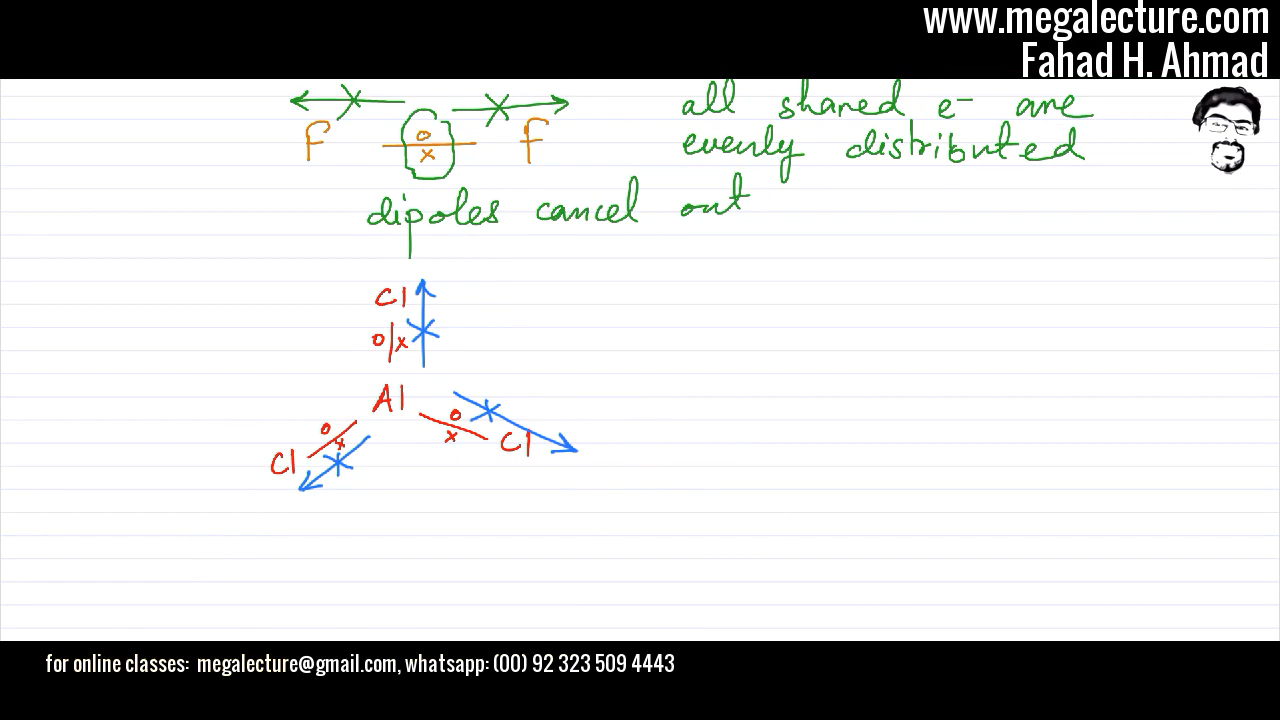 www.megalecture.com
Fahad H. Ahmad
all shared e⁻ are
F o x F evenly distributed
dipoles cancel out
Cl
o x
Al
o x Cl
o x Cl
for online classes: megalecture@gmail.com, whatsapp: (00) 92 323 509 4443